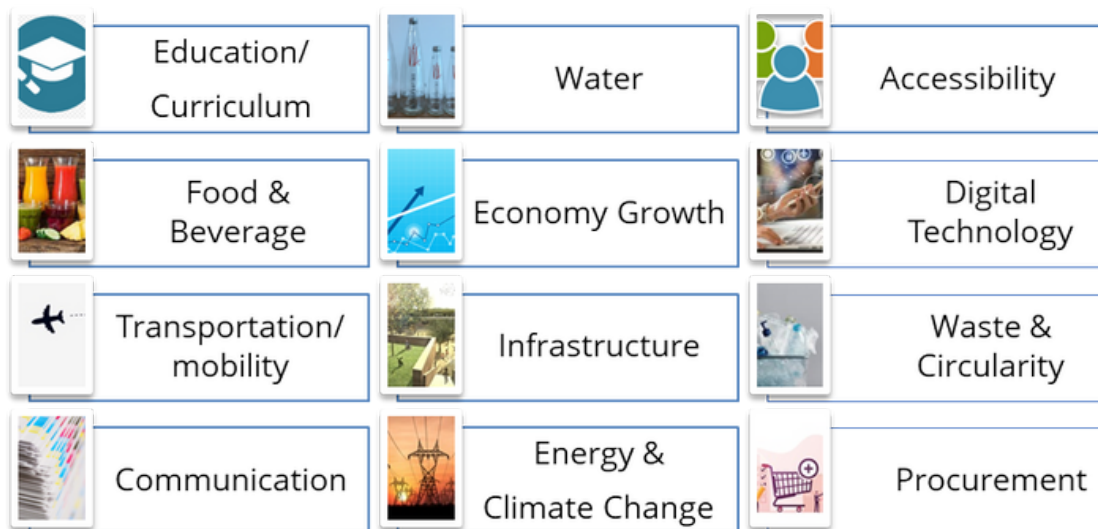 Education/
Curriculum
Water
Accessibility
Food &
Beverage
Economy Growth
Digital
Technology
Transportation/
mobility
Infrastructure
Waste &
Circularity
Communication
Energy &
Climate Change
Procurement